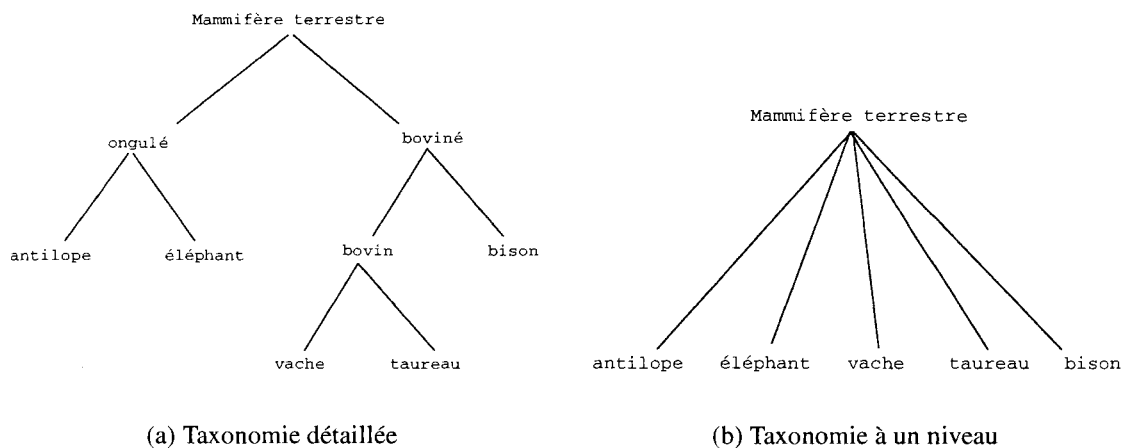 Mammifère terrestre
ongulé
boviné
antilope
éléphant
bovin
bison
vache
taureau
(a) Taxonomie détaillée
Mammifère terrestre
antilope
éléphant
vache
taureau
bison
(b) Taxonomie à un niveau